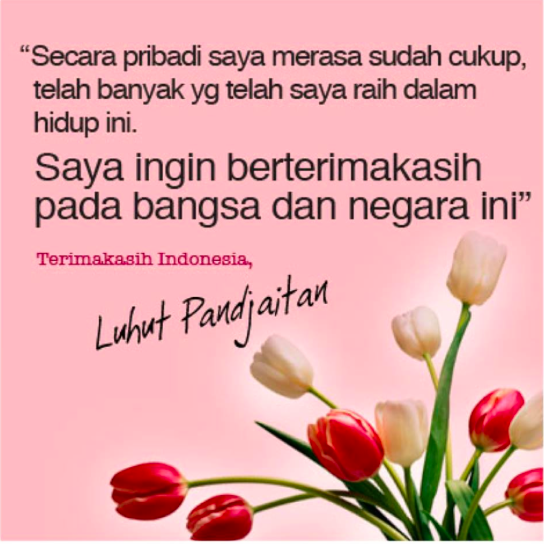 “Secara pribadi saya merasa sudah cukup,
telah banyak yg telah saya raih dalam
hidup ini.
Saya ingin berterimakasih
pada bangsa dan negara ini”
Terimakasih Indonesia,
Luhut Pandjaitan